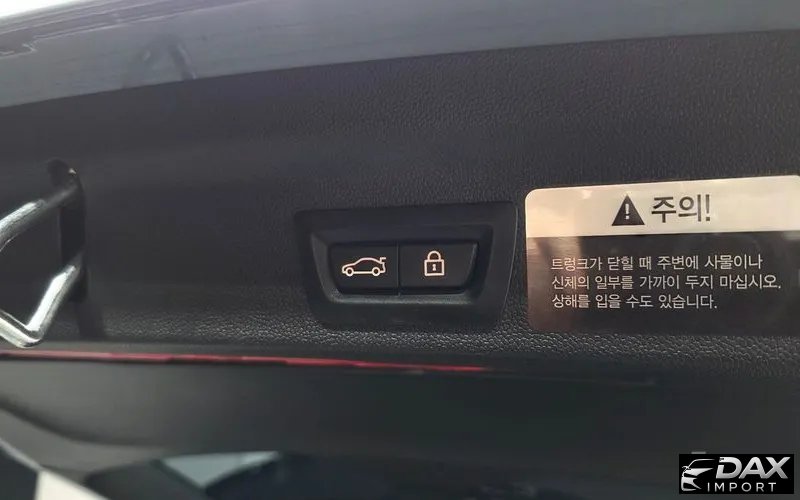 주의!
트렁크가 닫힐 때 주변에 사물이나
신체의 일부를 가까이 두지 마십시오.
상해를 입을 수도 있습니다.
DAX
IMPORT